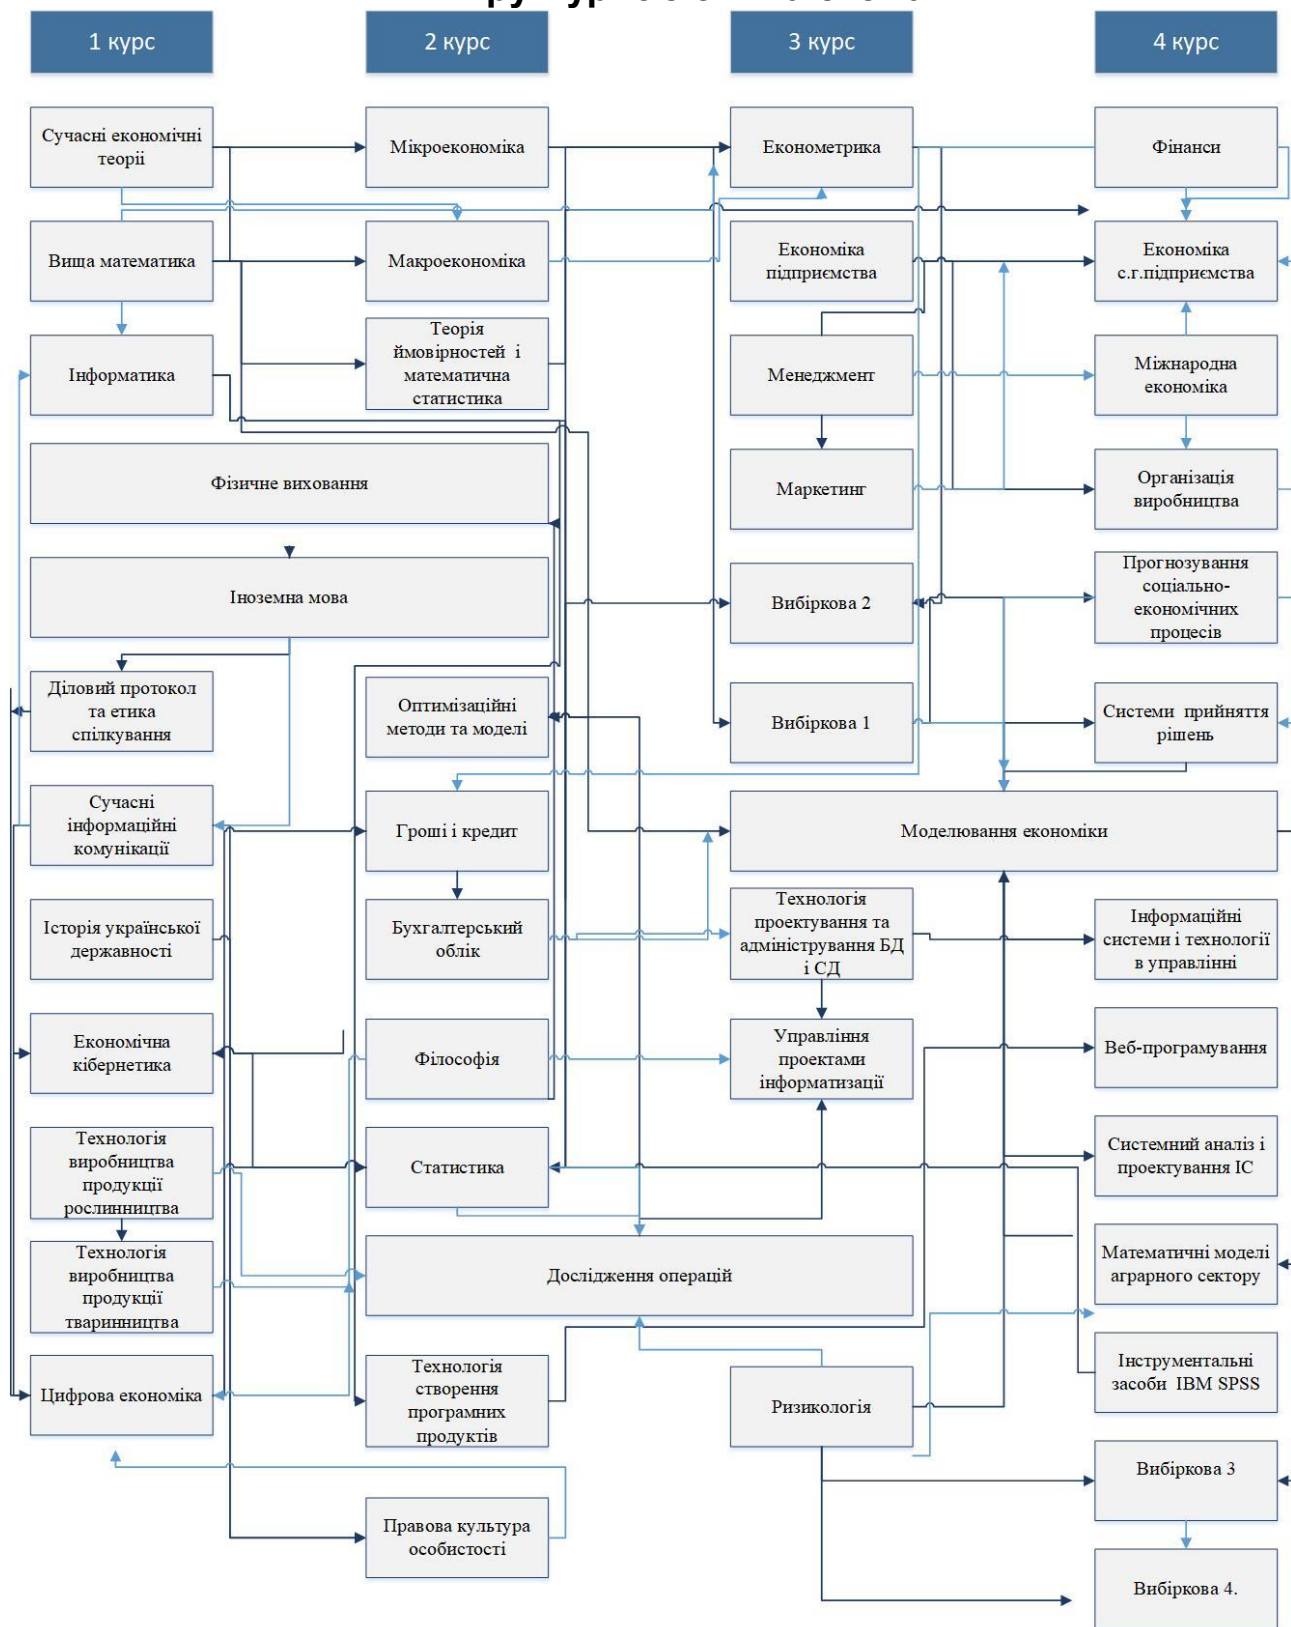 1 курс
2 курс
3 курс
4 курс
Сучасні економічні
теорії
Мікроекономіка
Економетрика
Фінанси
Вища математика
Макроекономіка
Економіка
підприємства
Економіка
с.г.підприємства
Інформатика
Теорія
ймовірностей і
математична
статистика
Менеджмент
Міжнародна
економіка
Фізичне виховання
Маркетинг
Організація
виробництва
Іноземна мова
Вибіркова 2
Прогнозування
соціально-
економічних
процесів
Діловий протокол
та етика
спілкування
Оптимізаційні
методи та моделі
Вибіркова 1
Системи прийняття
рішень
Сучасні
інформаційні
комунікації
Гроші і кредит
Моделювання економіки
Історія української
державності
Бухгалтерський
облік
Технологія
проектування та
адміністрування БД
і СД
Інформаційні
системи і технології
в управлінні
Економічна
кібернетика
Філософія
Управління
проектами
інформатизації
Веб-програмування
Технологія
виробництва
продукції
рослинництва
Статистика
Системний аналіз і
проектування ІС
Технологія
виробництва
продукції
тваринництва
Дослідження операцій
Математичні моделі
аграрного сектору
Цифрова економіка
Технологія
створення
програмних
продуктів
Ризикологія
Інструментальні
засоби IBM SPSS
Вибіркова 3
Правова культура
особистості
Вибіркова 4.